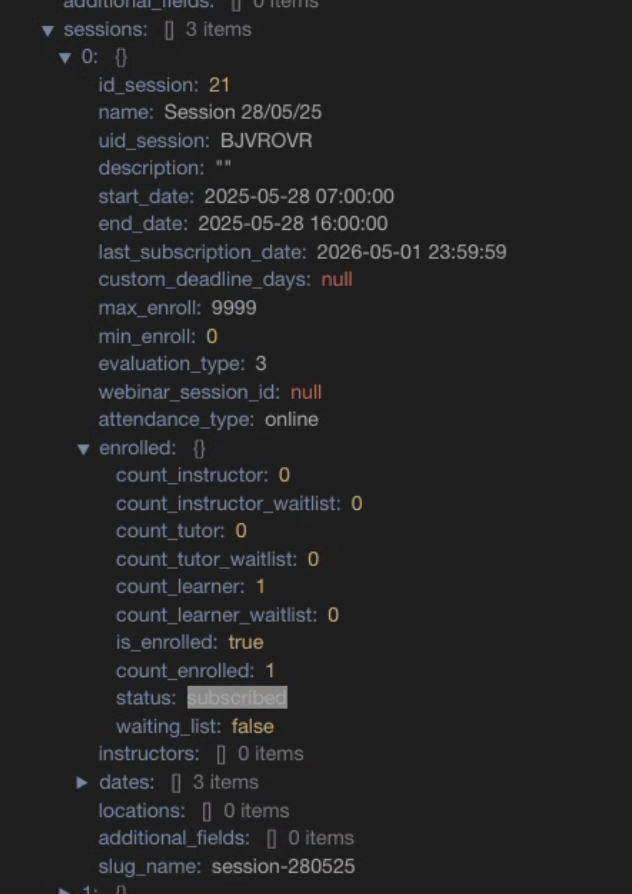 additional_fields: [] 0 items
sessions: [] 3 items
0: {}
id_session: 21
name: Session 28/05/25
uid_session: BJVROVR
description: ""
start_date: 2025-05-28 07:00:00
end_date: 2025-05-28 16:00:00
last_subscription_date: 2026-05-01 23:59:59
custom_deadline_days: null
max_enroll: 9999
min_enroll: 0
evaluation_type: 3
webinar_session_id: null
attendance_type: online
enrolled: {}
count_instructor: 0
count_instructor_waitlist: 0
count_tutor: 0
count_tutor_waitlist: 0
count_learner: 1
count_learner_waitlist: 0
is_enrolled: true
count_enrolled: 1
status: subscribed
waiting_list: false
instructors: [] 0 items
dates: [] 3 items
locations: [] 0 items
additional_fields: [] 0 items
slug_name: session-280525
1: {}